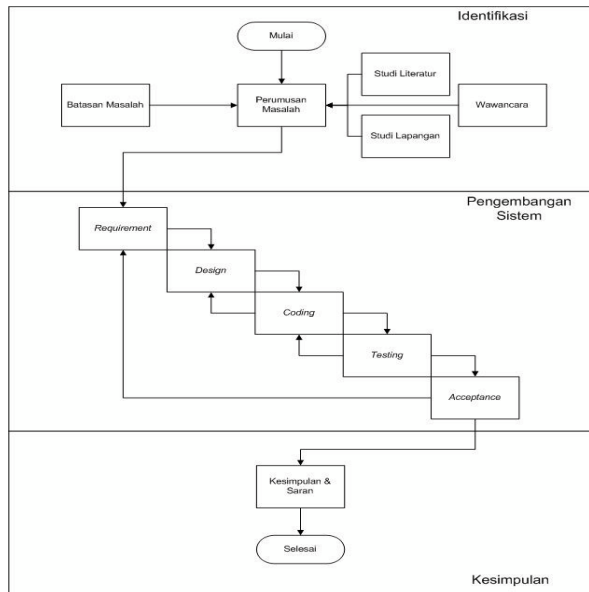 Identifikasi
Mulai
Studi Literatur
Batasan Masalah
Perumusan
Masalah
Wawancara
Studi Lapangan
Pengembangan
Sistem
Requirement
Design
Coding
Testing
Acceptance
Kesimpulan &
Saran
Selesai
Kesimpulan